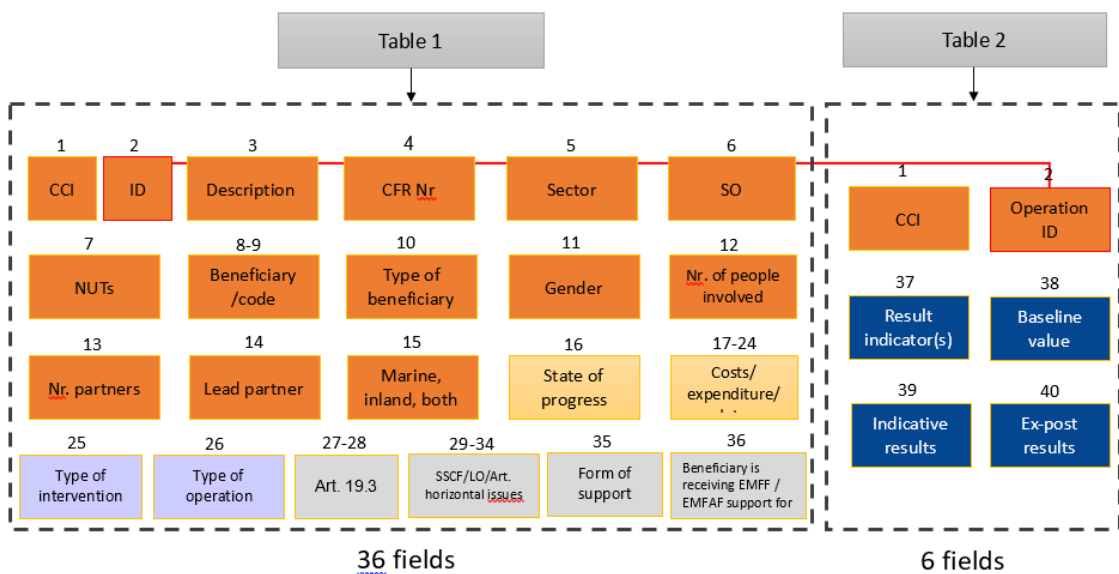 Table 1
Table 2
1
2
3
4
5
6
CCI
ID
Description
CFR Nr
Sector
SO
1
2
CCI
Operation
ID
7
8-9
10
11
12
NUTs
Beneficiary
/code
Type of
beneficiary
Gender
Nr. of people
involved
37
38
Result
indicator(s)
Baseline
value
13
14
15
16
17-24
Nr. partners
Lead partner
Marine,
inland, both
State of
progress
Costs/
expenditure/
39
40
Indicative
results
Ex-post
results
25
26
27-28
29-34
35
36
Type of
intervention
Type of
operation
Art. 19.3
SSCF/LO/Art.
horizontal issues
Form of
support
Beneficiary is
receiving EMFF /
EMFAF support for
36 fields
6 fields